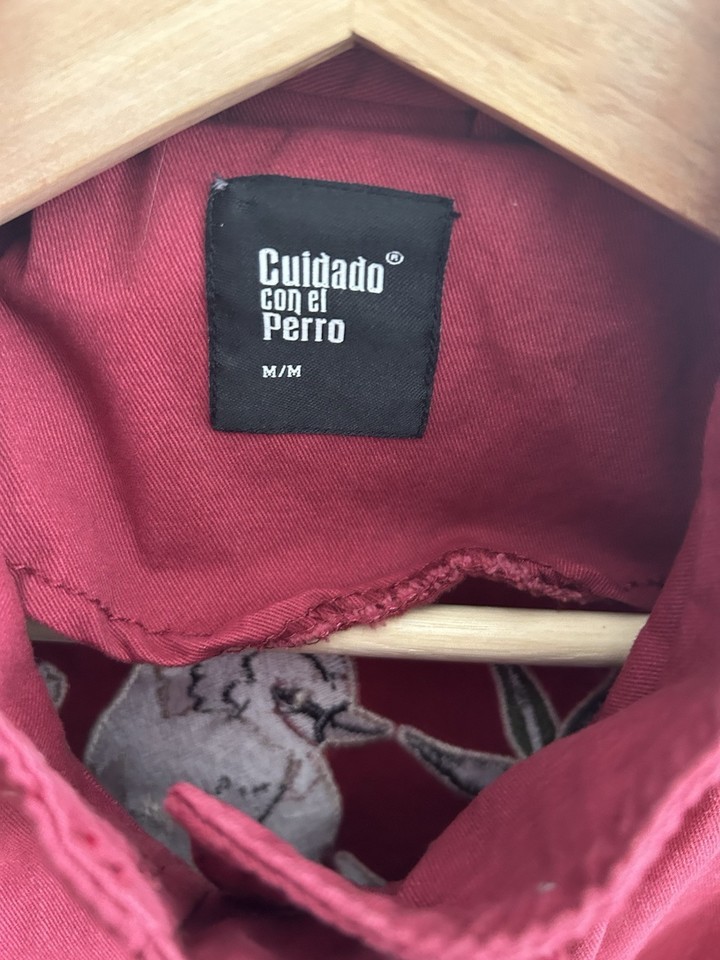 Cuidado®
con el
Perro
M/M